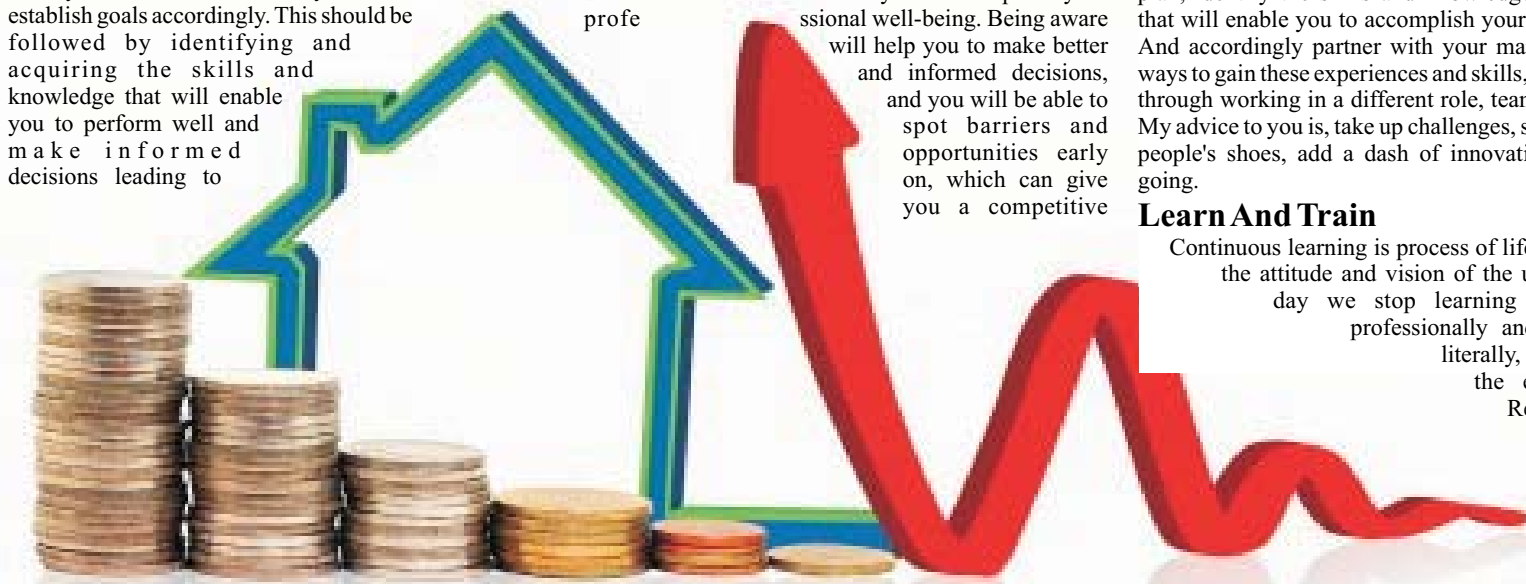 establish goals accordingly. This should be
followed by identifying and
acquiring the skills and
knowledge that will enable
you to perform well and
make informed
decisions leading to
profe
ssional well-being. Being aware
will help you to make better
and informed decisions,
and you will be able to
spot barriers and
opportunities early
on, which can give
you a competitive
that will enable you to accomplish your
And accordingly partner with your ma
ways to gain these experiences and skills,
through working in a different role, tea
My advice to you is, take up challenges, s
people's shoes, add a dash of innovati
going.
Learn And Train
Continuous learning is process of life
the attitude and vision of the u
day we stop learning
professionally an
literally,
the
Re